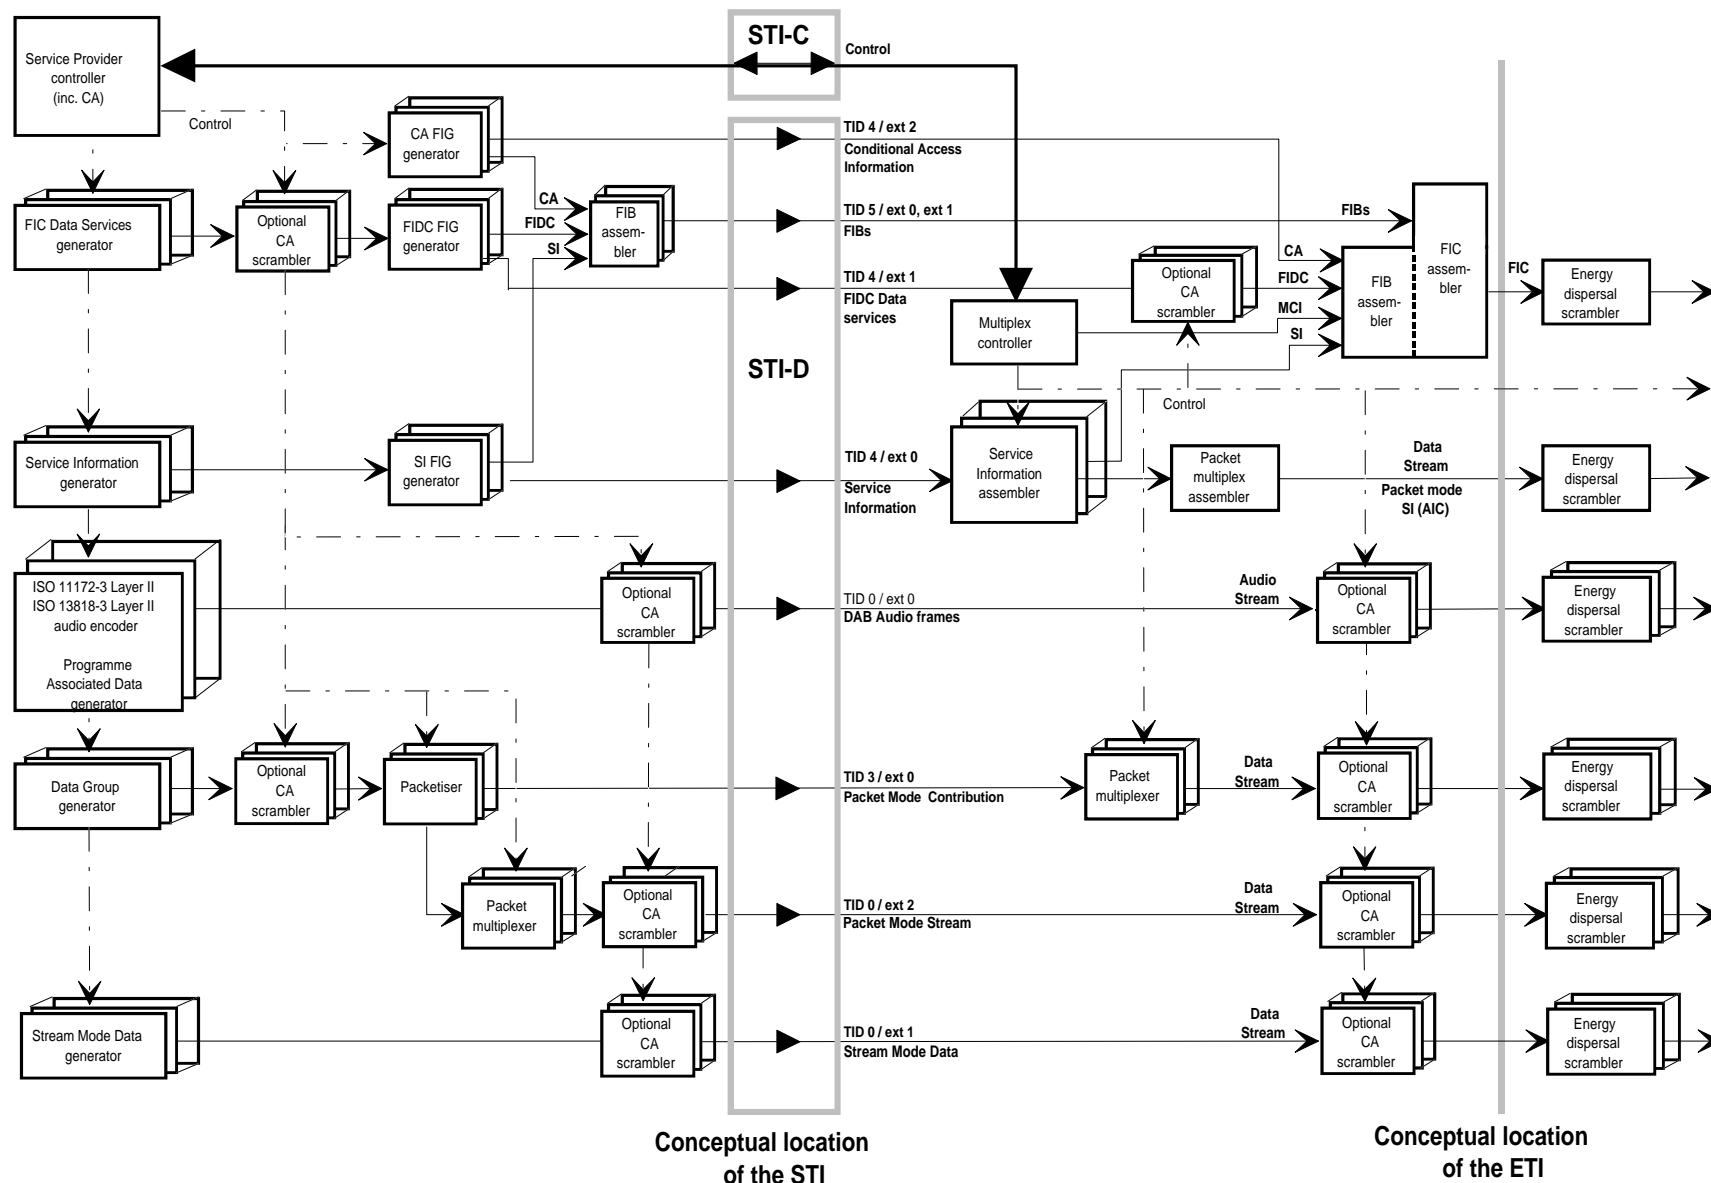 STI-C
Control
Service Provider
controller
(inc. CA)
Control
CA FIG
generator
TID 4 / ext 2
Conditional Access
Information
FIC Data Services
generator
Optional
CA
scrambler
FIDC FIG
generator
CA
FIDC
SI
FIB
assem-
bler
TID 5 / ext 0, ext 1
FIBs
FIBs
FIC
assem-
bler
TID 4 / ext 1
FIDC Data
services
Optional
CA
scrambler
CA
FIDC
MCI
SI
FIB
assem-
bler
FIC
Energy
dispersal
scrambler
Multiplex
controller
STI-D
Control
Service Information
generator
SI FIG
generator
TID 4 / ext 0
Service
Information
Service
Information
assembler
Packet
multiplex
assembler
Data
Stream
Packet mode
SI (AIC)
Energy
dispersal
scrambler
ISO 11172-3 Layer II
ISO 13818-3 Layer II
audio encoder
Programme
Associated Data
generator
Optional
CA
scrambler
TID 0 / ext 0
DAB Audio frames
Audio
Stream
Optional
CA
scrambler
Energy
dispersal
scrambler
Data Group
generator
Optional
CA
scrambler
Packetiser
TID 3 / ext 0
Packet Mode Contribution
Packet
multiplexer
Data
Stream
Optional
CA
scrambler
Energy
dispersal
scrambler
Packet
multiplexer
Optional
CA
scrambler
TID 0 / ext 2
Packet Mode Stream
Data
Stream
Optional
CA
scrambler
Energy
dispersal
scrambler
Stream Mode Data
generator
Optional
CA
scrambler
TID 0 / ext 1
Stream Mode Data
Data
Stream
Optional
CA
scrambler
Energy
dispersal
scrambler
Conceptual location
of the STI
Conceptual location
of the ETI